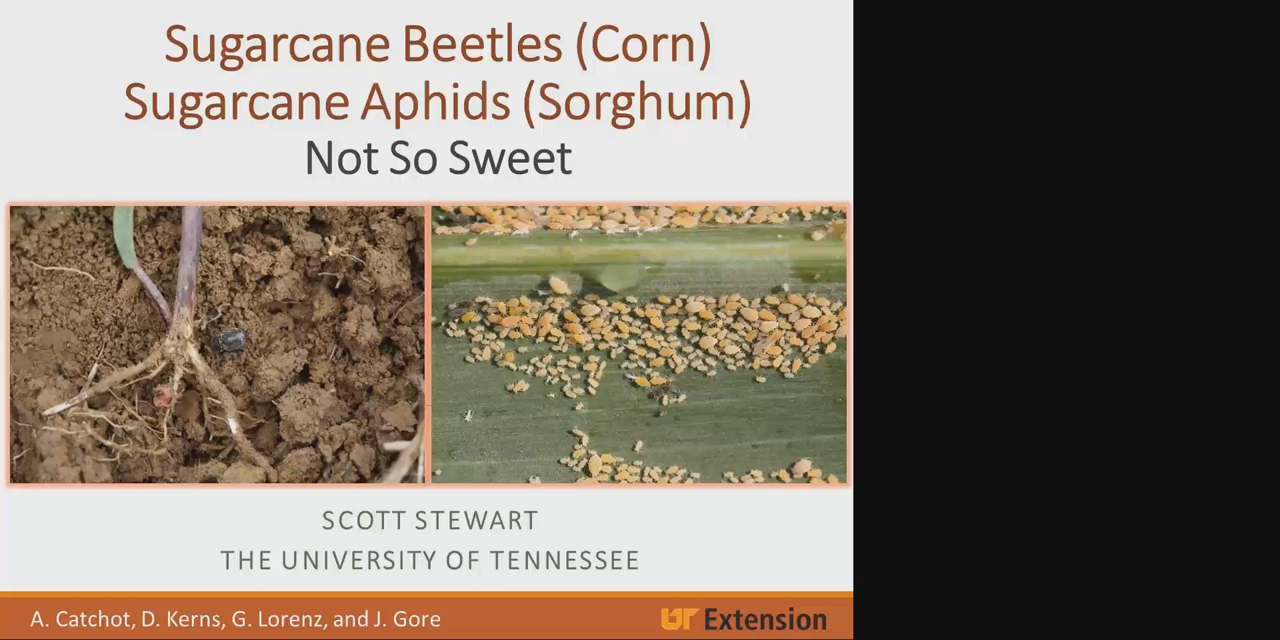 Sugarcane Beetles (Corn)
Sugarcane Aphids (Sorghum)
Not So Sweet
SCOTT STEWART
THE UNIVERSITY OF TENNESSEE
A. Catchot, D. Kerns, G. Lorenz, and J. Gore
UT Extension